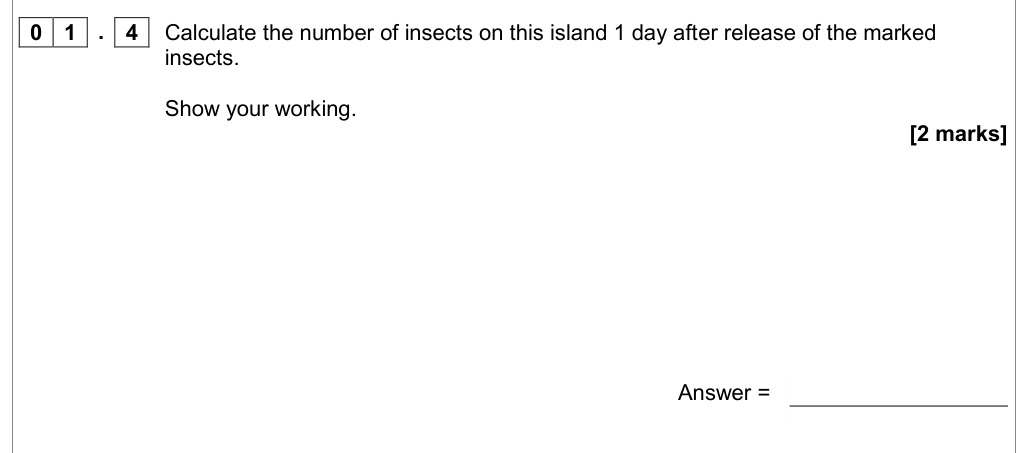 0 1 . 4 Calculate the number of insects on this island 1 day after release of the marked
insects.
Show your working.
[2 marks]
Answer =